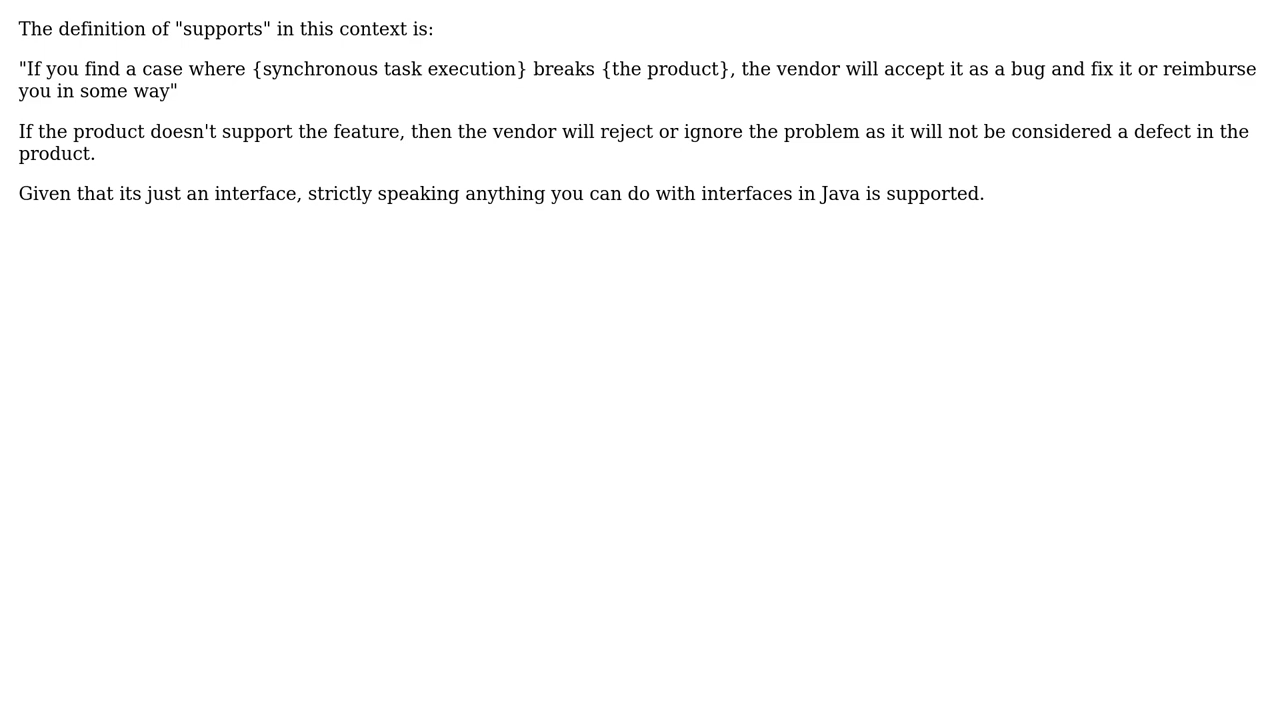 The definition of "supports" in this context is:
"If you find a case where {synchronous task execution} breaks {the product}, the vendor will accept it as a bug and fix it or reimburse
you in some way"
If the product doesn't support the feature, then the vendor will reject or ignore the problem as it will not be considered a defect in the
product.
Given that its just an interface, strictly speaking anything you can do with interfaces in Java is supported.